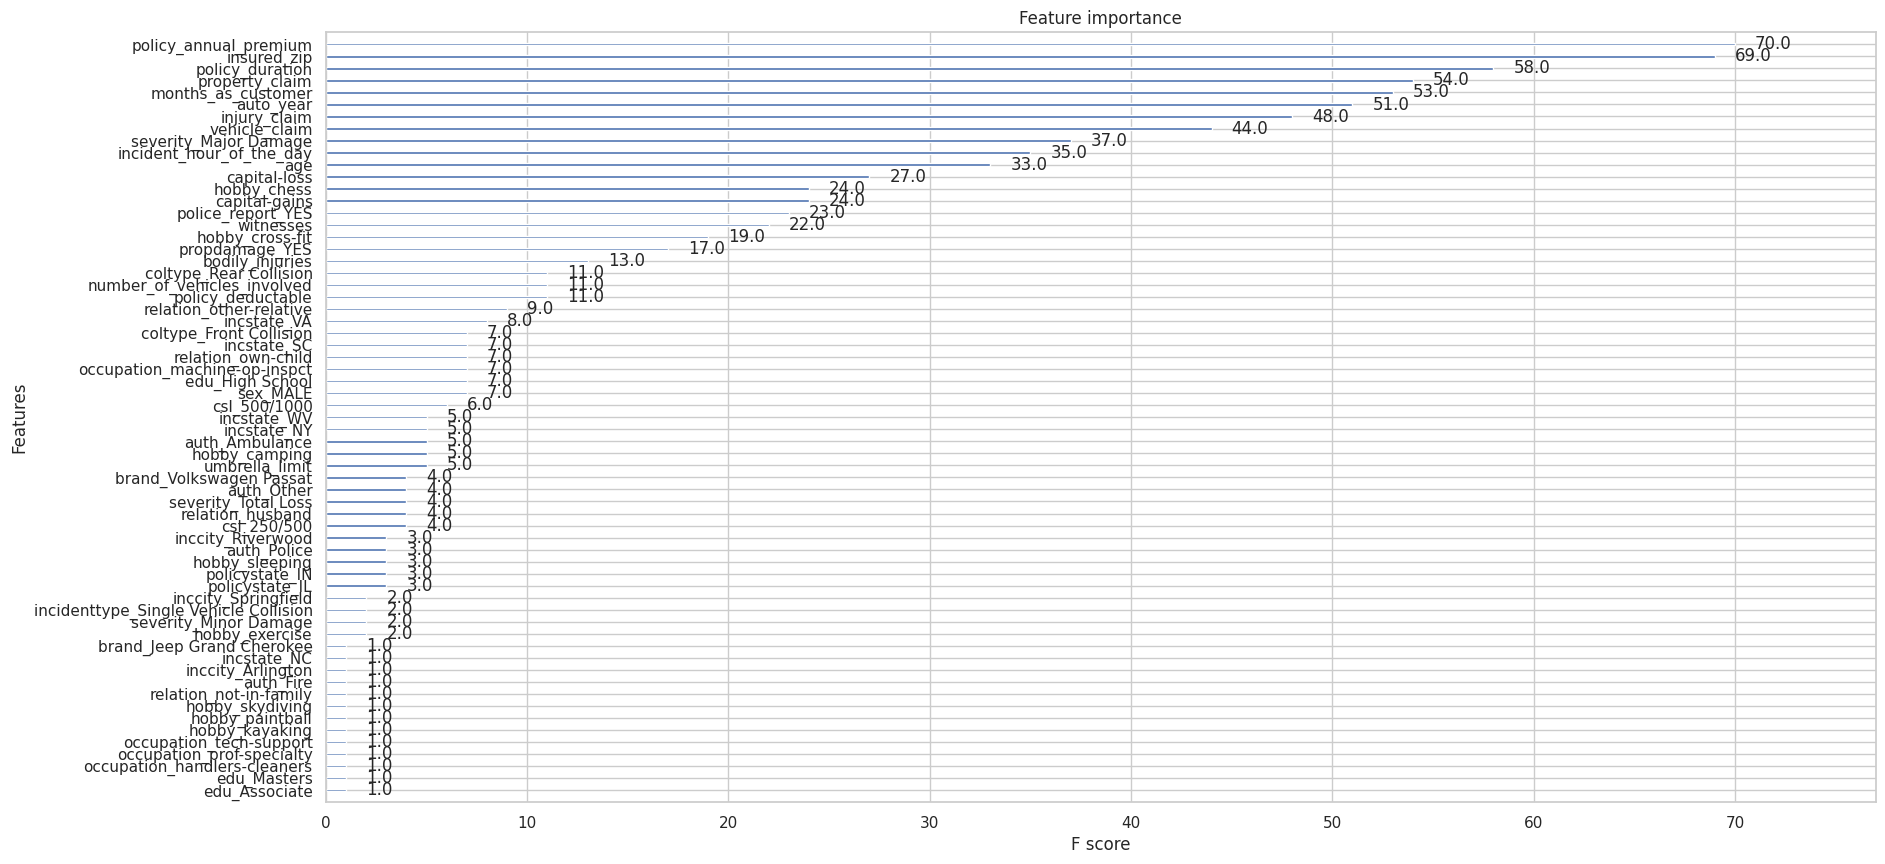 Feature importance
policy_annual_premium 70.0
insured_zip 69.0
policy_duration 58.0
property_claim 54.0
months_as_customer 53.0
auto_year 51.0
injury_claim 48.0
vehicle_claim 44.0
severity_Major Damage 37.0
incident_hour_of_the_day 35.0
age 33.0
capital-loss 27.0
hobby_chess 24.0
capital-gains 24.0
police_report_YES 23.0
witnesses 22.0
hobby_cross-fit 19.0
propdamage_YES 17.0
bodily_injuries 13.0
coltype_Rear Collision 11.0
number_of_vehicles_involved 11.0
policy_deductable 11.0
relation_other-relative 9.0
incstate_VA 8.0
coltype_Front Collision 7.0
incstate_SC 7.0
relation_own-child 7.0
occupation_machine-op-inspct 7.0
edu_High School 7.0
sex_MALE 7.0
csl_500/1000 6.0
incstate_WV 5.0
incstate_NY 5.0
auth_Ambulance 5.0
hobby_camping 5.0
umbrella_limit 5.0
brand_Volkswagen Passat 4.0
auth_Other 4.0
severity_Total Loss 4.0
relation_husband 4.0
csl_250/500 4.0
inccity_Riverwood 3.0
auth_Police 3.0
hobby_sleeping 3.0
policystate_IN 3.0
policystate_IL 3.0
inccity_Springfield 2.0
incidenttype_Single Vehicle Collision 2.0
severity_Minor Damage 2.0
hobby_exercise 2.0
brand_Jeep Grand Cherokee 1.0
incstate_NC 1.0
inccity_Arlington 1.0
auth_Fire 1.0
relation_not-in-family 1.0
hobby_skydiving 1.0
hobby_paintball 1.0
hobby_kayaking 1.0
occupation_tech-support 1.0
occupation_prof-specialty 1.0
occupation_handlers-cleaners 1.0
edu_Masters 1.0
edu_Associate 1.0
Features
0 10 20 30 40 50 60 70
F score